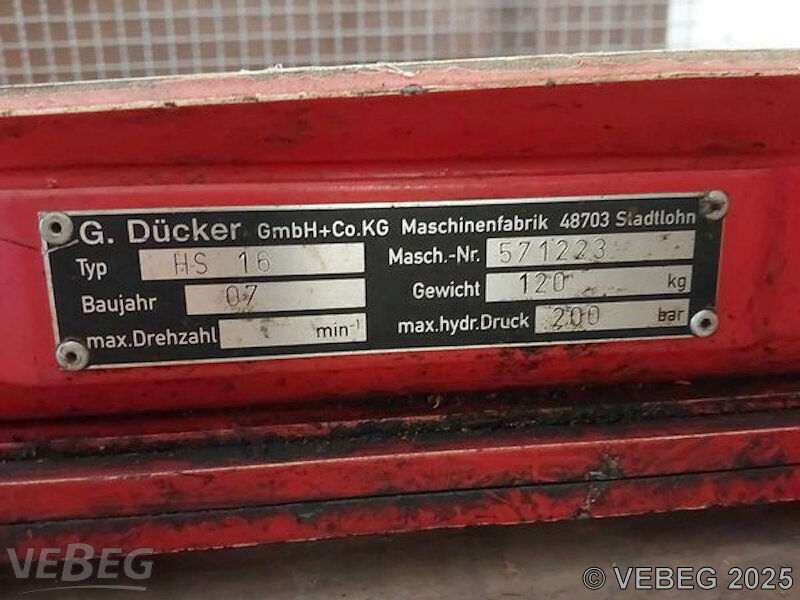 G. Dücker GmbH+Co.KG Maschinenfabrik 48703 Stadtlohn
Typ HS 16 Masch.-Nr. 571223
Baujahr 07 Gewicht 120 kg
max.Drehzahl min-1 max.hydr.Druck 200 bar
VEBEG
© VEBEG 2025